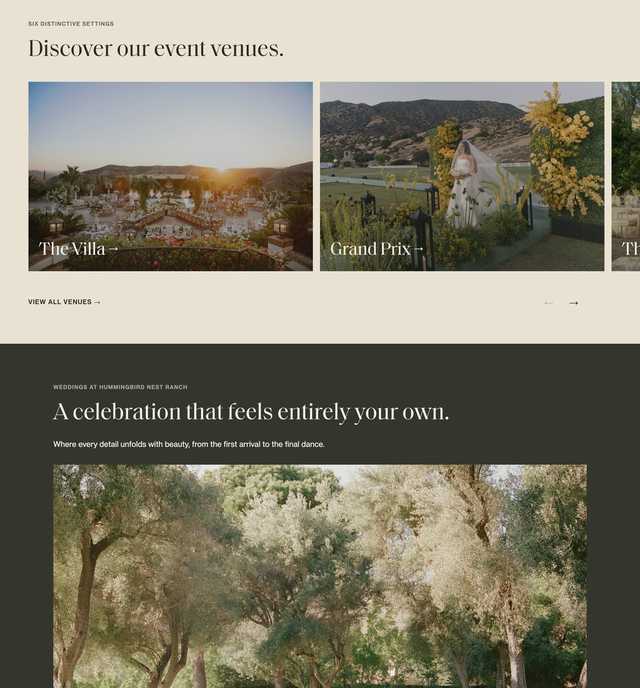 SIX DISTINCTIVE SETTINGS
Discover our event venues.
The Villa →
Grand Prix →
VIEW ALL VENUES →
← →
WEDDINGS AT HUMMINGBIRD NEST RANCH
A celebration that feels entirely your own.
Where every detail unfolds with beauty, from the first arrival to the final dance.